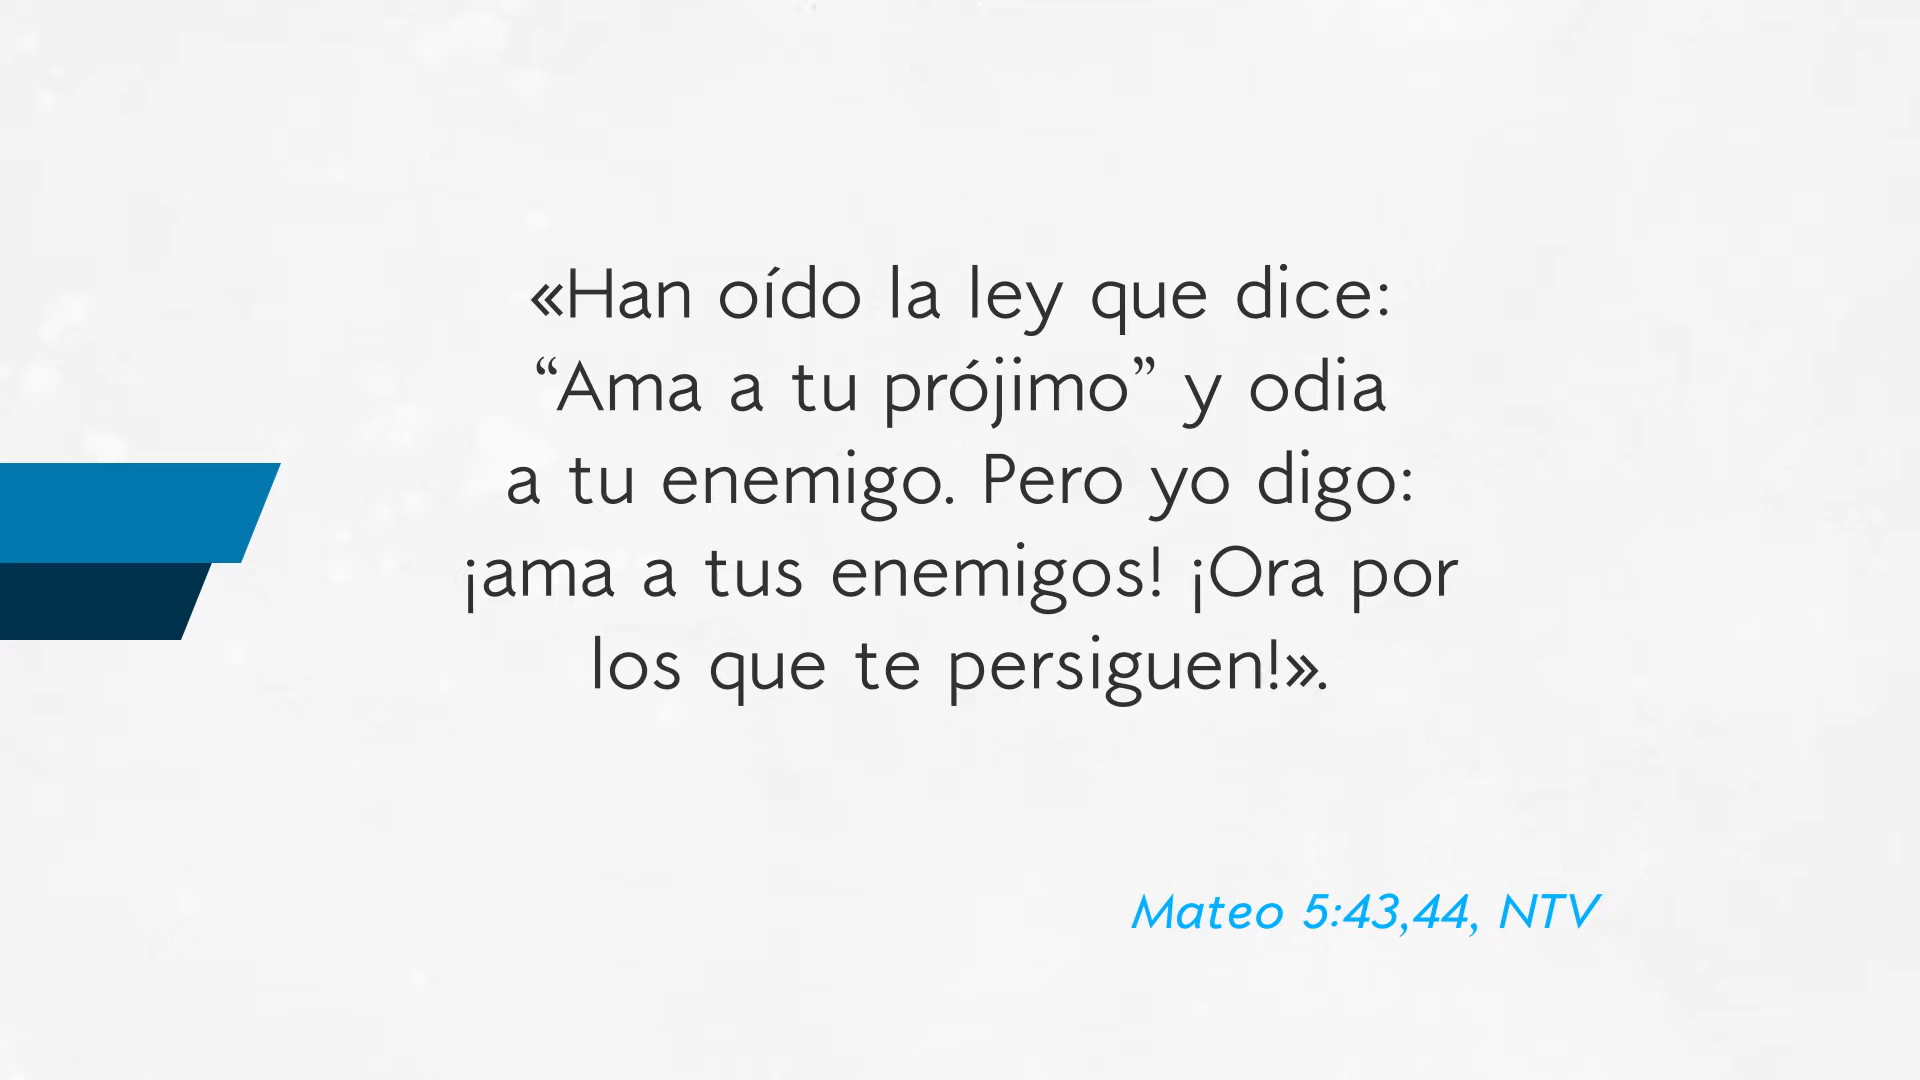 «Han oído la ley que dice:
“Ama a tu prójimo” y odia
a tu enemigo. Pero yo digo:
¡ama a tus enemigos! ¡Ora por
los que te persiguen!».
Mateo 5:43,44, NTV